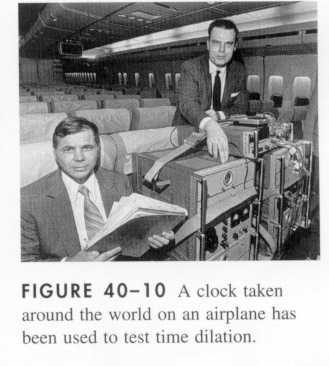 FIGURE 40–10 A clock taken
around the world on an airplane has
been used to test time dilation.